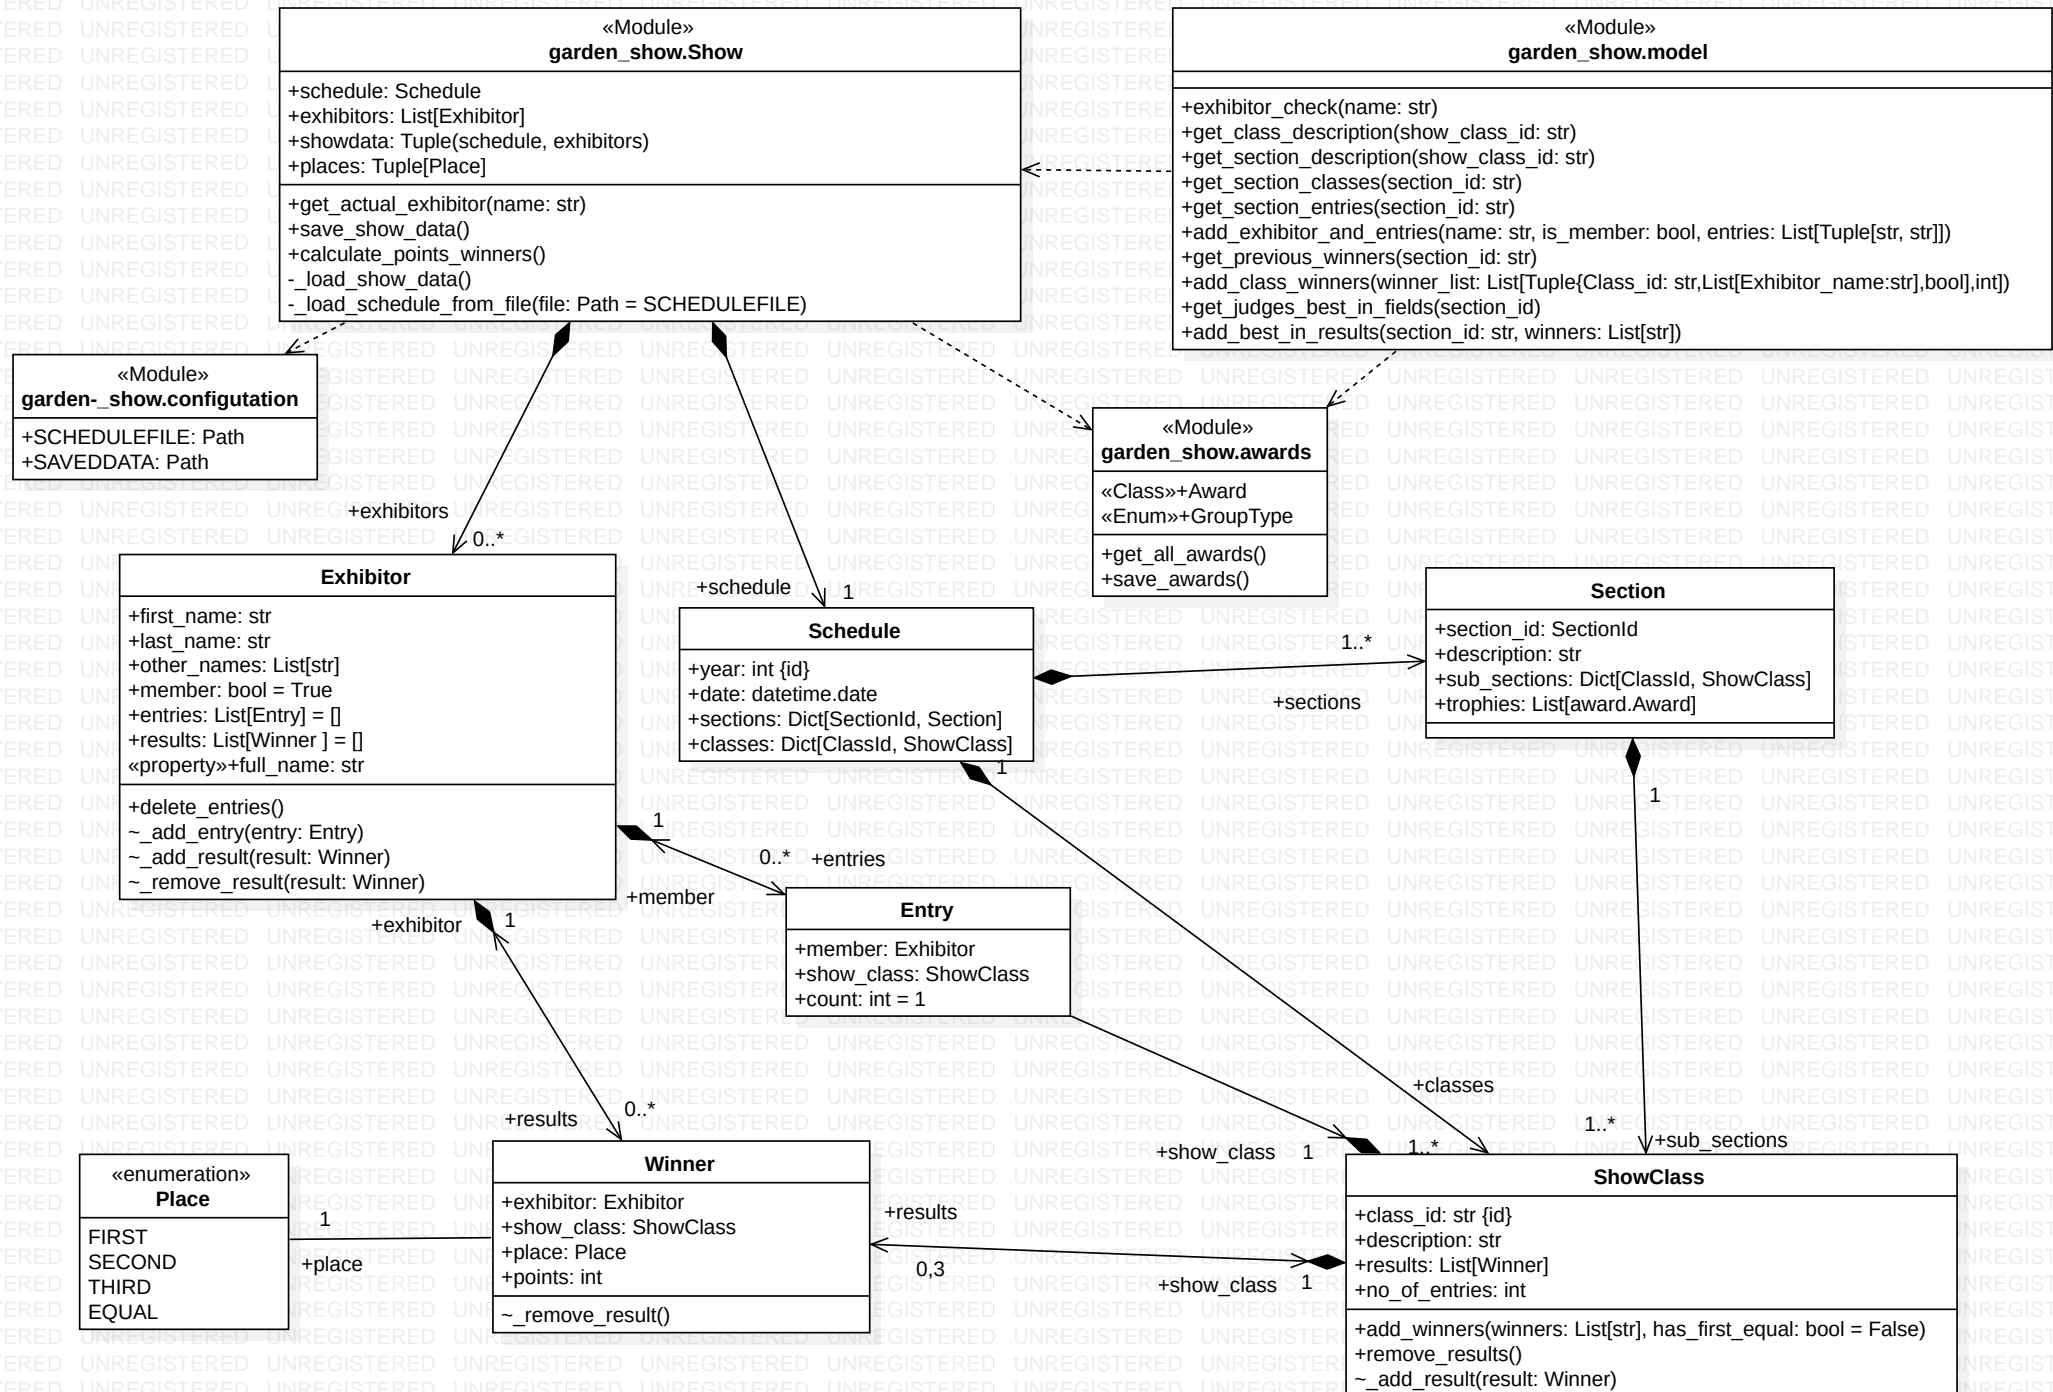 «Module»
garden_show.Show
+schedule: Schedule
+exhibitors: List[Exhibitor]
+showdata: Tuple(schedule, exhibitors)
+places: Tuple[Place]
+get_actual_exhibitor(name: str)
+save_show_data()
+calculate_points_winners()
-_load_show_data()
-_load_schedule_from_file(file: Path = SCHEDULEFILE)
«Module»
garden_show.model
+exhibitor_check(name: str)
+get_class_description(show_class_id: str)
+get_section_description(show_class_id: str)
+get_section_classes(section_id: str)
+get_section_entries(section_id: str)
+add_exhibitor_and_entries(name: str, is_member: bool, entries: List[Tuple[str, str]])
+get_previous_winners(section_id: str)
+add_class_winners(winner_list: List[Tuple{Class_id: str,List[Exhibitor_name:str],bool],int])
+get_judges_best_in_fields(section_id)
+add_best_in_results(section_id: str, winners: List[str])
«Module»
garden-_show.configutation
+SCHEDULEFILE: Path
+SAVEDDATA: Path
«Module»
garden_show.awards
«Class»+Award
«Enum»+GroupType
+get_all_awards()
+save_awards()
+exhibitors
0..*
+schedule
1
Exhibitor
+first_name: str
+last_name: str
+other_names: List[str]
+member: bool = True
+entries: List[Entry] = []
+results: List[Winner ] = []
«property»+full_name: str
+delete_entries()
~_add_entry(entry: Entry)
~_add_result(result: Winner)
~_remove_result(result: Winner)
Schedule
+year: int {id}
+date: datetime.date
+sections: Dict[SectionId, Section]
+classes: Dict[ClassId, ShowClass]
1..*
+sections
Section
+section_id: SectionId
+description: str
+sub_sections: Dict[ClassId, ShowClass]
+trophies: List[award.Award]
1
1
1
0..*
+entries
+member
Entry
+member: Exhibitor
+show_class: ShowClass
+count: int = 1
+exhibitor
1
+results
0..*
+classes
1..*
1..*
+sub_sections
+show_class
1
«enumeration»
Place
FIRST
SECOND
THIRD
EQUAL
1
+place
Winner
+exhibitor: Exhibitor
+show_class: ShowClass
+place: Place
+points: int
~_remove_result()
+results
0,3
+show_class
1
ShowClass
+class_id: str {id}
+description: str
+results: List[Winner]
+no_of_entries: int
+add_winners(winners: List[str], has_first_equal: bool = False)
+remove_results()
~_add_result(result: Winner)
UNREGISTERED